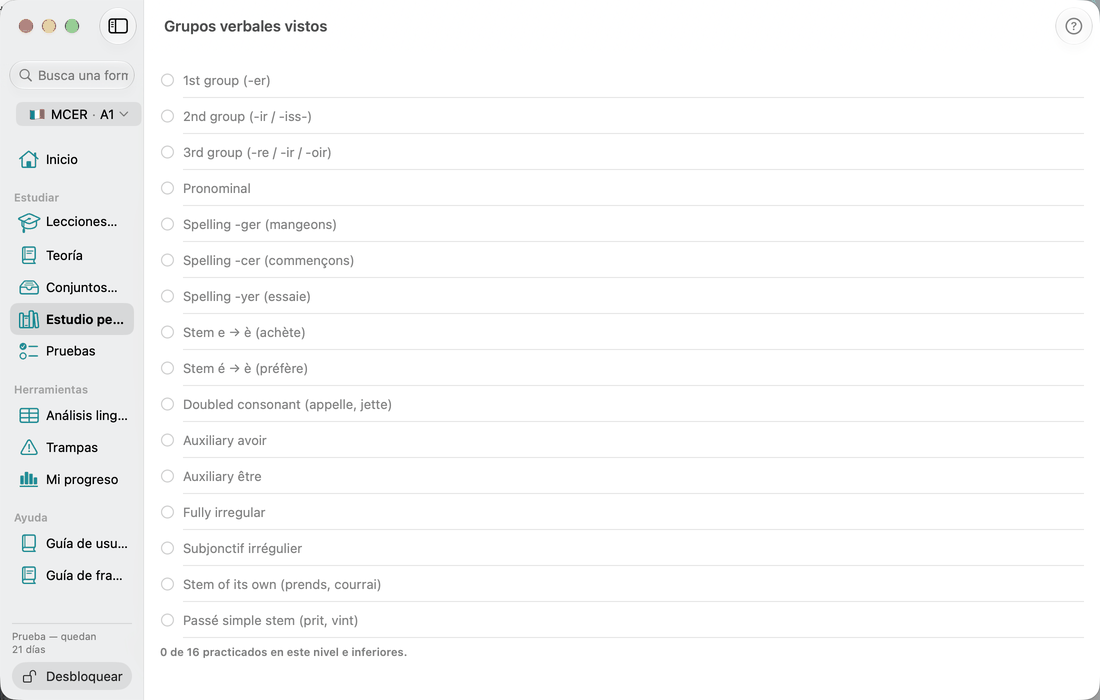 Grupos verbales vistos
Busca una forn
MCER · A1
Inicio
Estudiar
Lecciones...
Teoría
Conjuntos...
Estudio pe...
Pruebas
Herramientas
Análisis ling...
Trampas
Mi progreso
Ayuda
Guía de usu...
Guía de fra...
Prueba — quedan
21 días
Desbloquear
1st group (-er)
2nd group (-ir / -iss-)
3rd group (-re / -ir / -oir)
Pronominal
Spelling -ger (mangeons)
Spelling -cer (commençons)
Spelling -yer (essaie)
Stem e → è (achète)
Stem é → è (préfère)
Doubled consonant (appelle, jette)
Auxiliary avoir
Auxiliary être
Fully irregular
Subjonctif irrégulier
Stem of its own (prends, courrai)
Passé simple stem (prit, vint)
0 de 16 practicados en este nivel e inferiores.